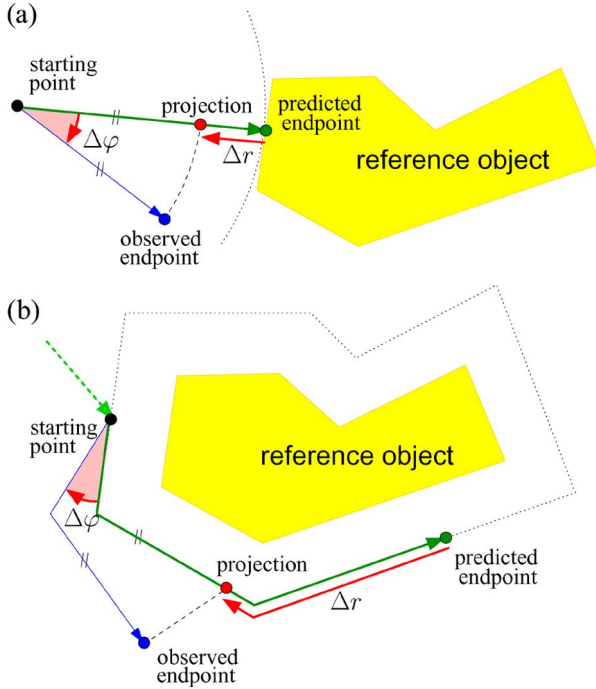 (a)
starting
point
projection
predicted
endpoint
Δφ
Δr
reference object
observed
endpoint
(b)
starting
point
reference object
Δφ
projection
predicted
endpoint
Δr
observed
endpoint